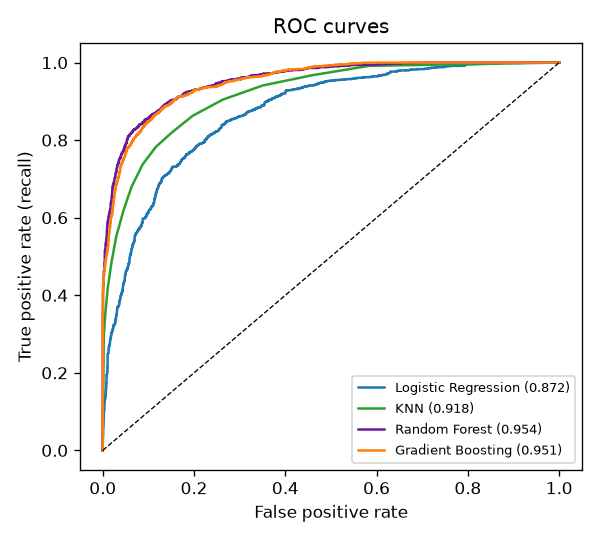 ROC curves
True positive rate (recall)
1.0
0.8
0.6
0.4
0.2
0.0
0.0 0.2 0.4 0.6 0.8 1.0
False positive rate
Logistic Regression (0.872)
KNN (0.918)
Random Forest (0.954)
Gradient Boosting (0.951)